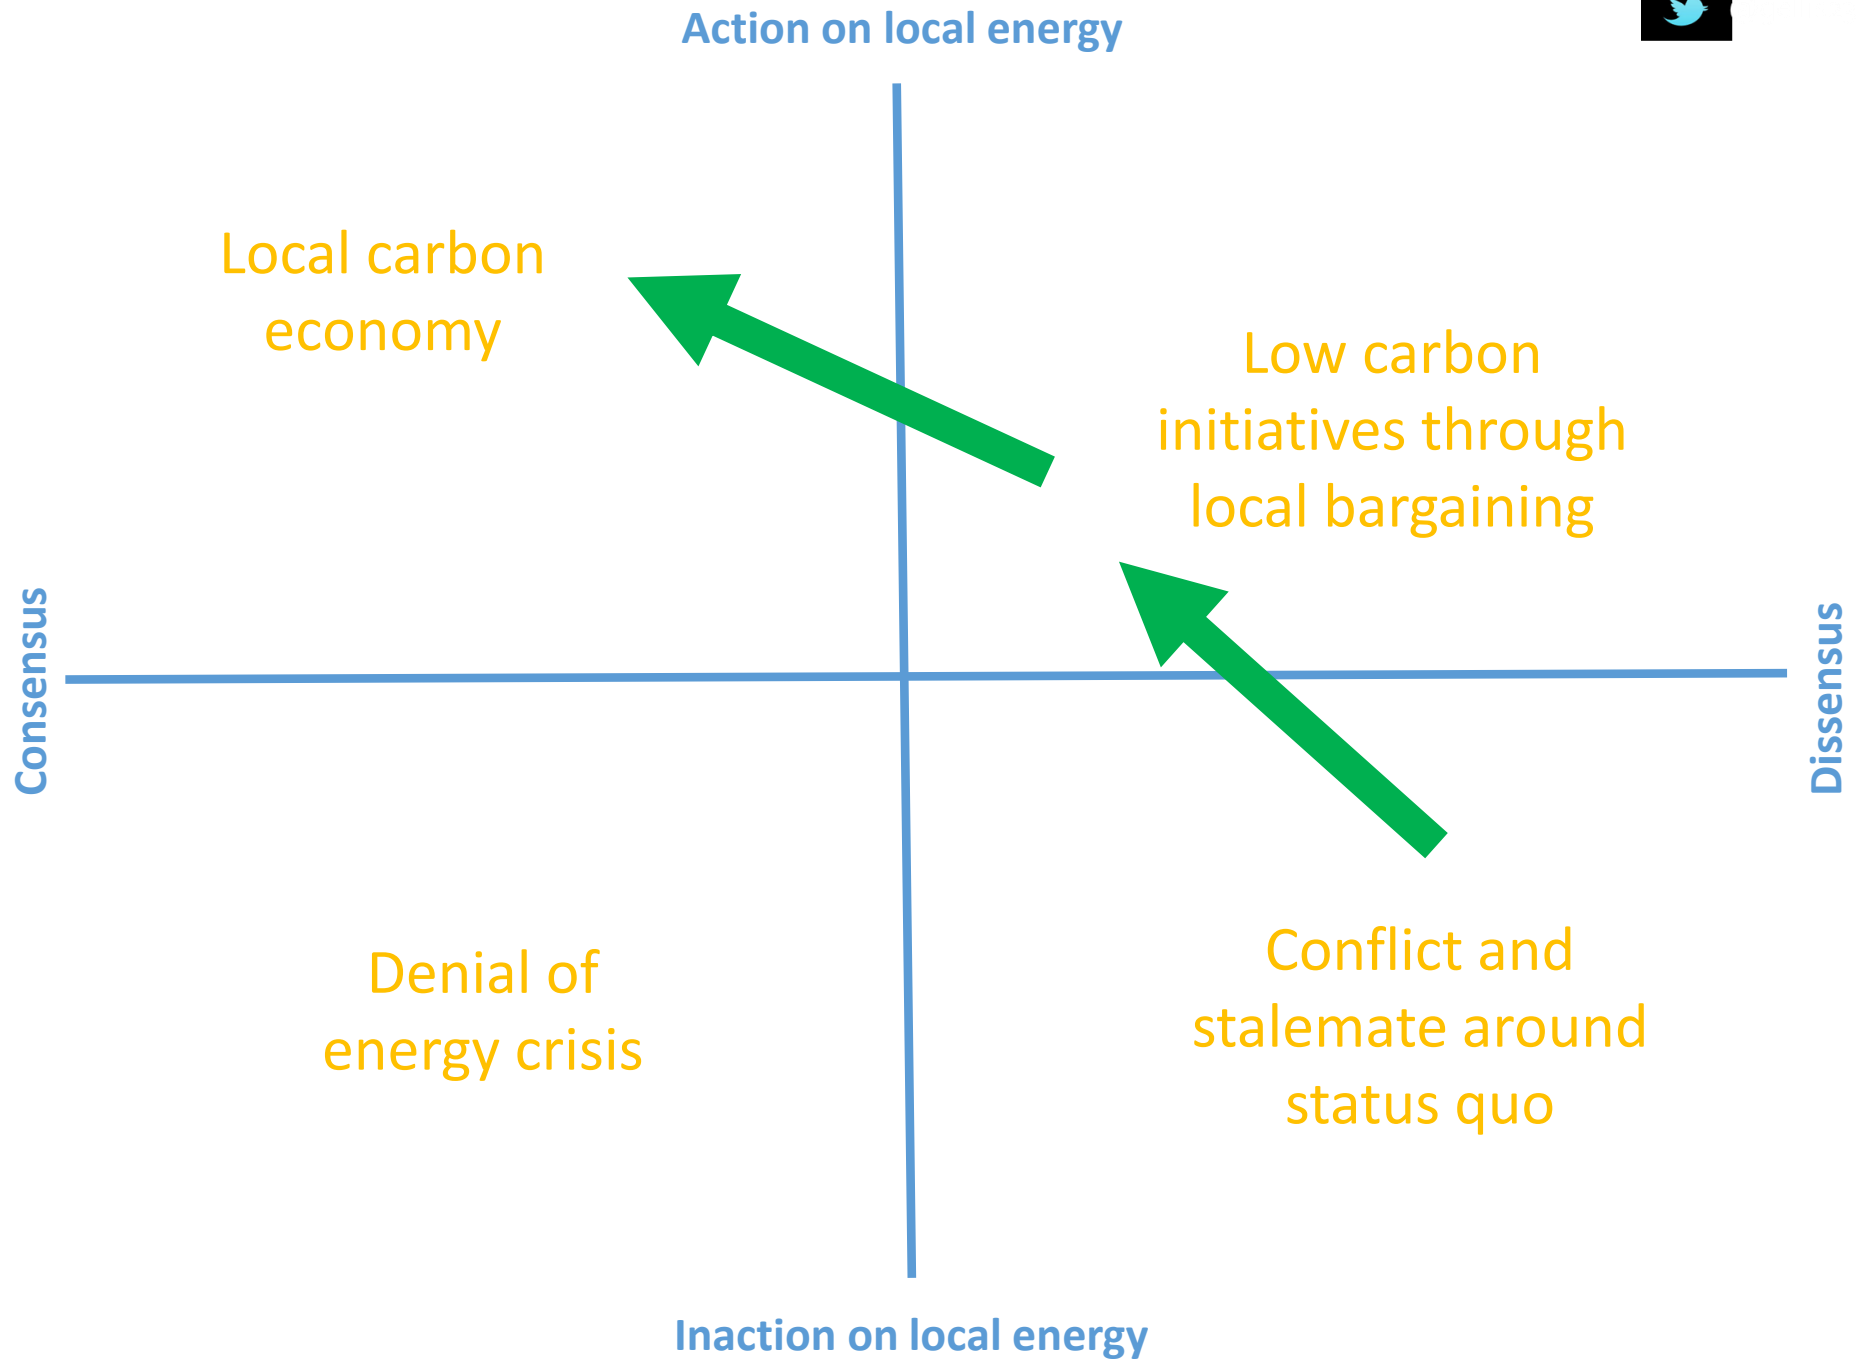 Action on local energy
Local carbon
economy
Low carbon
initiatives through
local bargaining
Consensus
Dissensus
Denial of
energy crisis
Conflict and
stalemate around
status quo
Inaction on local energy